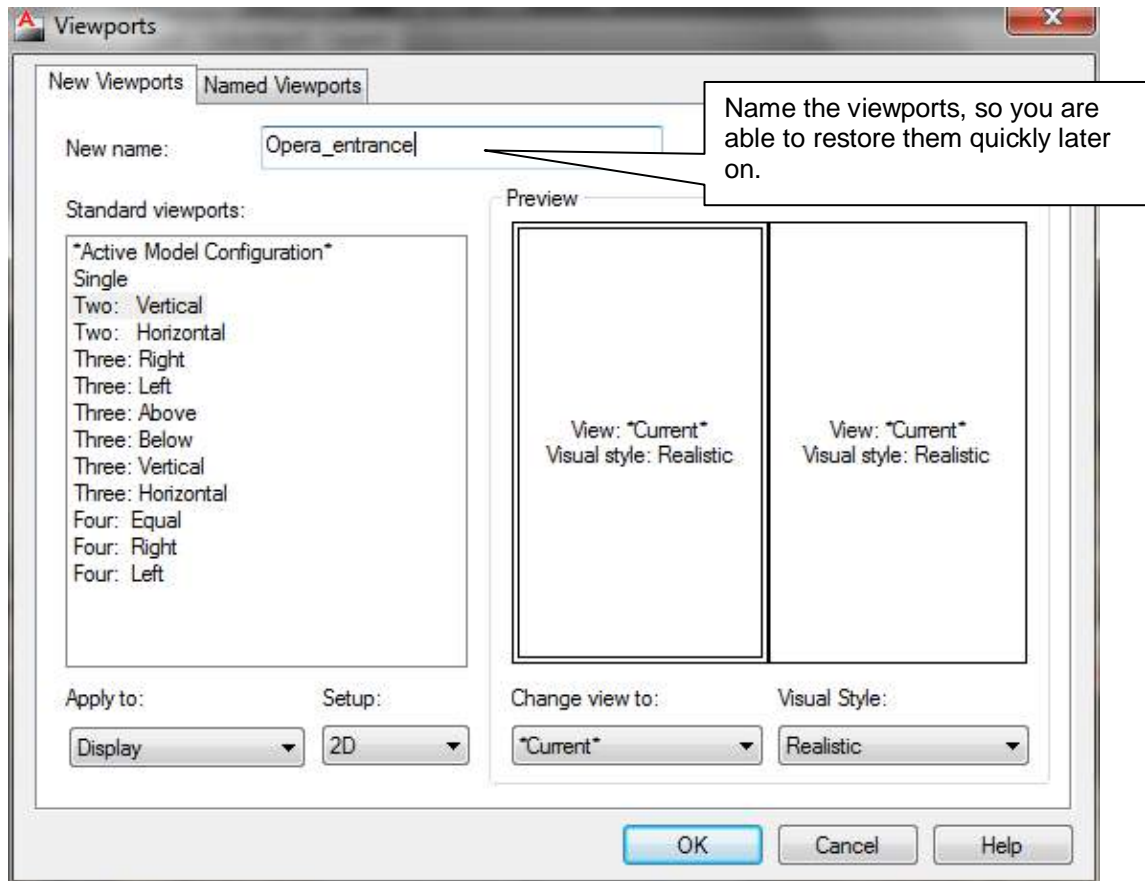 Viewports
New Viewports
Named Viewports
New name:
Opera_entrance
Name the viewports, so you are
able to restore them quickly later
on.
Standard viewports:
*Active Model Configuration*
Single
Two: Vertical
Two: Horizontal
Three: Right
Three: Left
Three: Above
Three: Below
Three: Vertical
Three: Horizontal
Four: Equal
Four: Right
Four: Left
Preview
View: *Current*
Visual style: Realistic
View: *Current*
Visual style: Realistic
Apply to:
Display
Setup:
2D
Change view to:
*Current*
Visual Style:
Realistic
OK
Cancel
Help